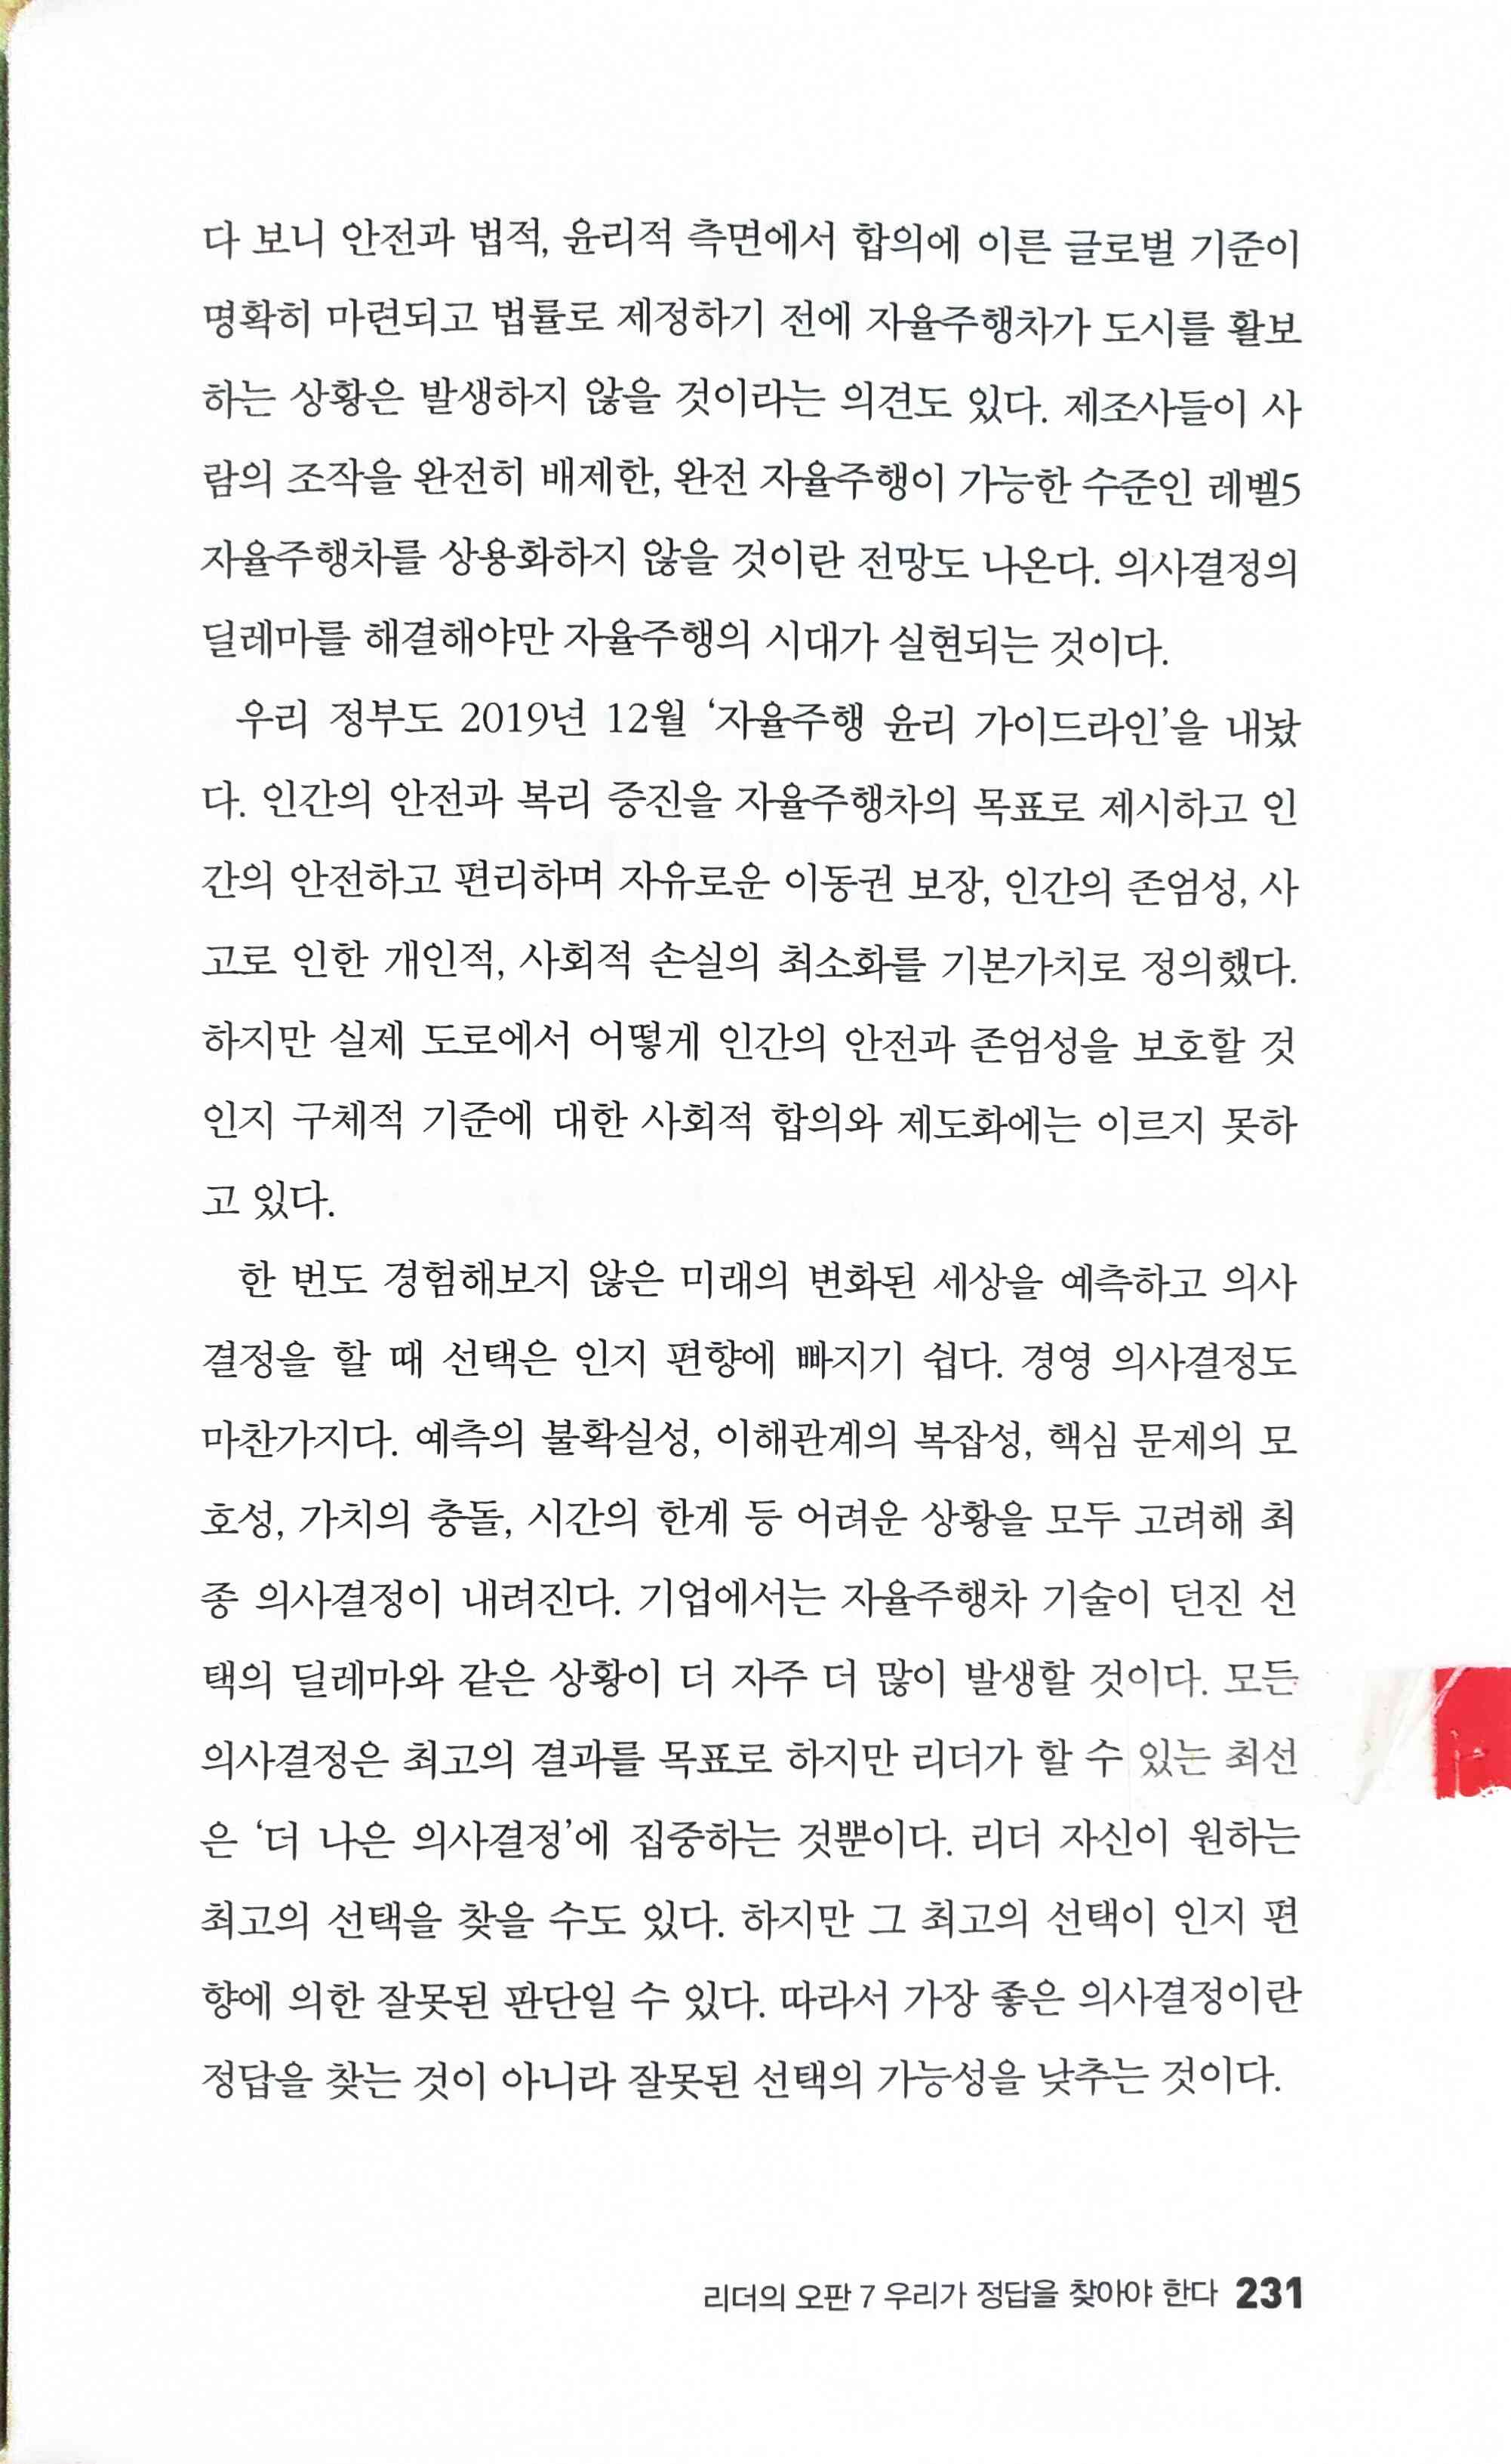 다 보니 안전과 법적, 윤리적 측면에서 합의에 이른 글로벌 기준이
명확히 마련되고 법률로 제정하기 전에 자율주행차가 도시를 활보
하는 상황은 발생하지 않을 것이라는 의견도 있다. 제조사들이 사
람의 조작을 완전히 배제한, 완전 자율주행이 가능한 수준인 레벨5
자율주행차를 상용화하지 않을 것이란 전망도 나온다. 의사결정의
딜레마를 해결해야만 자율주행의 시대가 실현되는 것이다.
우리 정부도 2019년 12월 ‘자율주행 윤리 가이드라인’을 내놨
다. 인간의 안전과 복리 증진을 자율주행차의 목표로 제시하고 인
간의 안전하고 편리하며 자유로운 이동권 보장, 인간의 존엄성, 사
고로 인한 개인적, 사회적 손실의 최소화를 기본가치로 정의했다.
하지만 실제 도로에서 어떻게 인간의 안전과 존엄성을 보호할 것
인지 구체적 기준에 대한 사회적 합의와 제도화에는 이르지 못하
고 있다.
한 번도 경험해보지 않은 미래의 변화된 세상을 예측하고 의사
결정을 할 때 선택은 인지 편향에 빠지기 쉽다. 경영 의사결정도
마찬가지다. 예측의 불확실성, 이해관계의 복잡성, 핵심 문제의 모
호성, 가치의 충돌, 시간의 한계 등 어려운 상황을 모두 고려해 최
종 의사결정이 내려진다. 기업에서는 자율주행차 기술이 던진 선
택의 딜레마와 같은 상황이 더 자주 더 많이 발생할 것이다. 모든
의사결정은 최고의 결과를 목표로 하지만 리더가 할 수 있는 최선
은 ‘더 나은 의사결정’에 집중하는 것뿐이다. 리더 자신이 원하는
최고의 선택을 찾을 수도 있다. 하지만 그 최고의 선택이 인지 편
향에 의한 잘못된 판단일 수 있다. 따라서 가장 좋은 의사결정이란
정답을 찾는 것이 아니라 잘못된 선택의 가능성을 낮추는 것이다.
리더의 오판 7 우리가 정답을 찾아야 한다 231